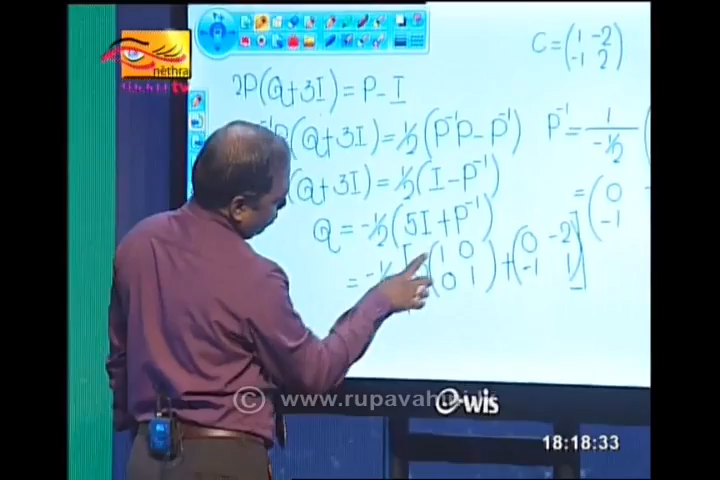 nēthra
tv
C = (1 -2
-1 2)
2P(Q+3I) = P - I
P(Q+3I) = 1/2 (P⁻¹P - P⁻¹)
P⁻¹ = 1/-1/2
(Q+3I) = 1/2 (I - P⁻¹)
= (0
-1
Q = -1/2 (5I + P⁻¹)
= -1/2 [ (1 0
0 1) + (0 -2
-1 1) ]
© www.rupavahini
wis
18:18:33